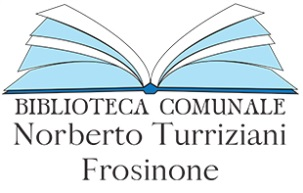 BIBLIOTECA COMUNALE
Norberto Turriziani
Frosinone